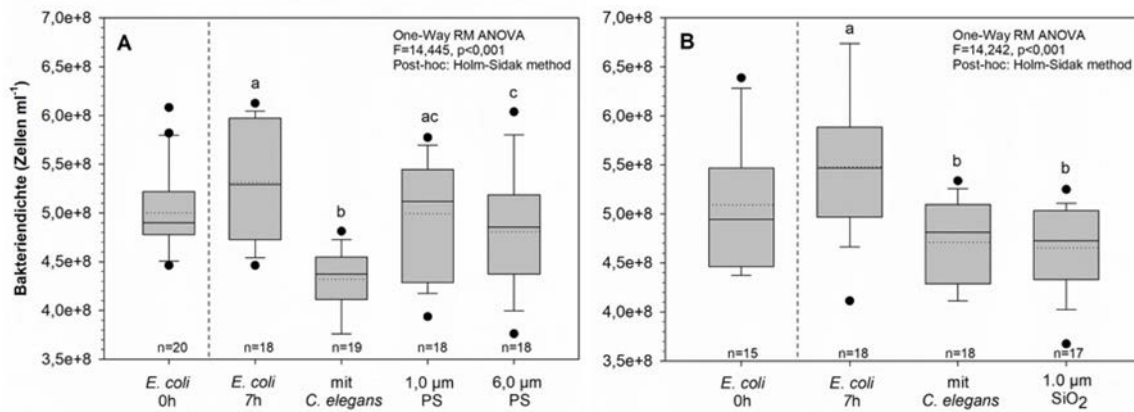 A
One-Way RM ANOVA
F=14,445, p<0,001
Post-hoc: Holm-Sidak method
Bakteriendichte (Zellen ml-1)
7,0e+8
6,5e+8
6,0e+8
5,5e+8
5,0e+8
4,5e+8
4,0e+8
3,5e+8
a
b
ac
c
n=20
n=18
n=19
n=18
n=18
E. coli
0h
E. coli
7h
mit
C. elegans
1,0 µm
PS
6,0 µm
PS
B
One-Way RM ANOVA
F=14,242, p<0,001
Post-hoc: Holm-Sidak method
7,0e+8
6,5e+8
6,0e+8
5,5e+8
5,0e+8
4,5e+8
4,0e+8
3,5e+8
a
b
b
n=15
n=18
n=18
n=17
E. coli
0h
E. coli
7h
mit
C. elegans
1.0 µm
SiO2